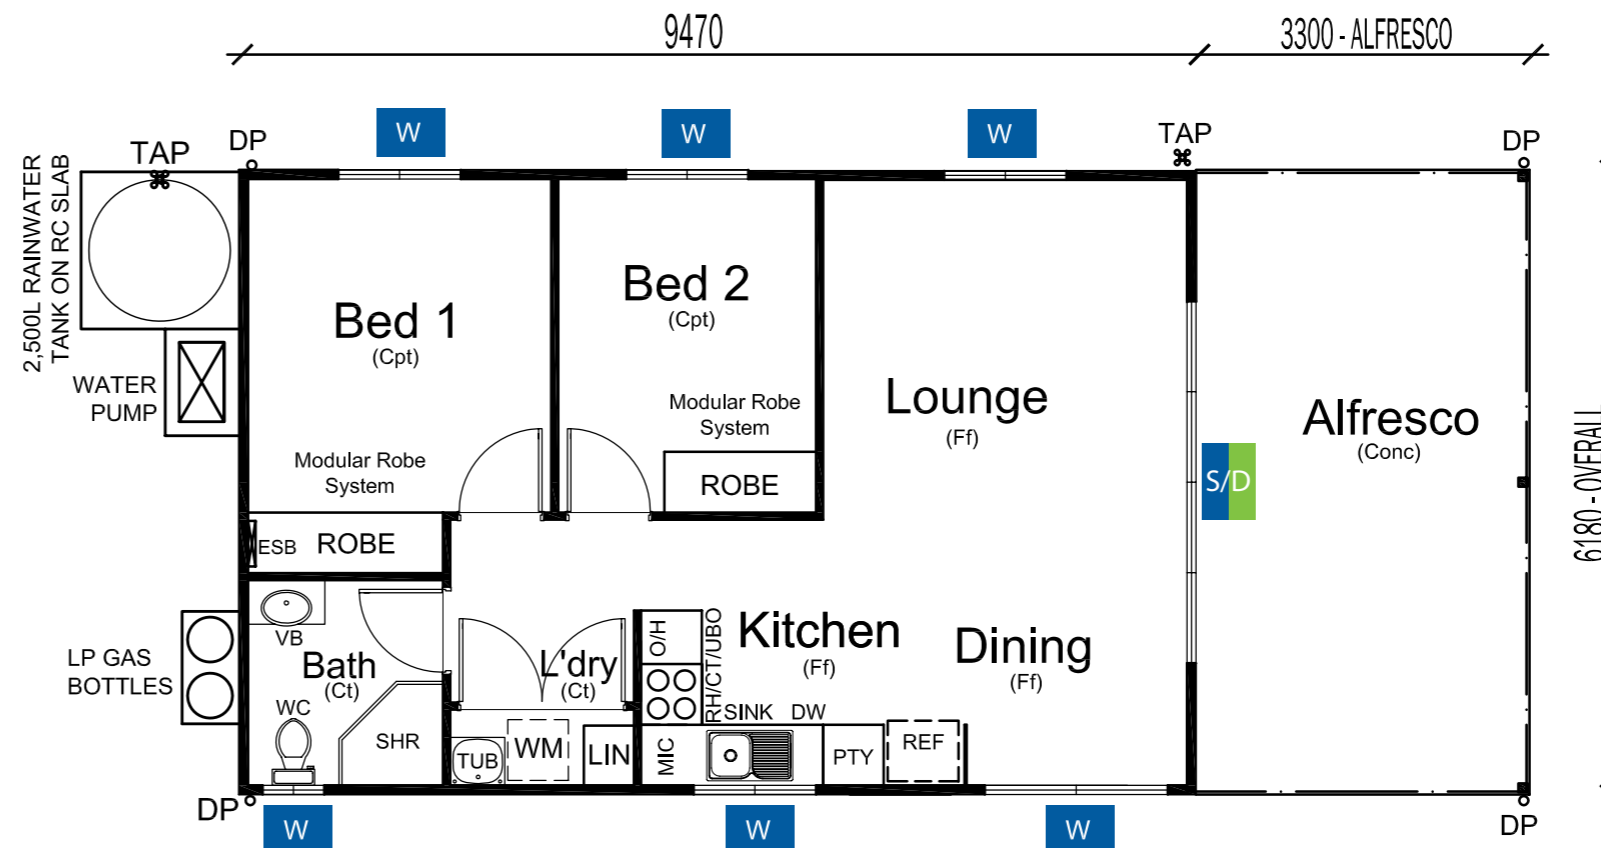 9470
3300 - ALFRESCO
W
W
W
TAP
DP
TAP
DP
2,500L RAINWATER
TANK ON RC SLAB
Bed 1
(Cpt)
Bed 2
(Cpt)
WATER
PUMP
Modular Robe
System
Modular Robe
System
ROBE
Lounge
(Ff)
Alfresco
(Conc)
S/D
6180 - OVERALL
ESB
ROBE
VB
Bath
(Ct)
LP GAS
BOTTLES
WC
SHR
L'dry
(Ct)
TUB
WM
LIN
O/H
RH/CT/UBO
Kitchen
(Ff)
Dining
(Ff)
SINK
DW
MIC
PTY
REF
DP
W
W
W
DP